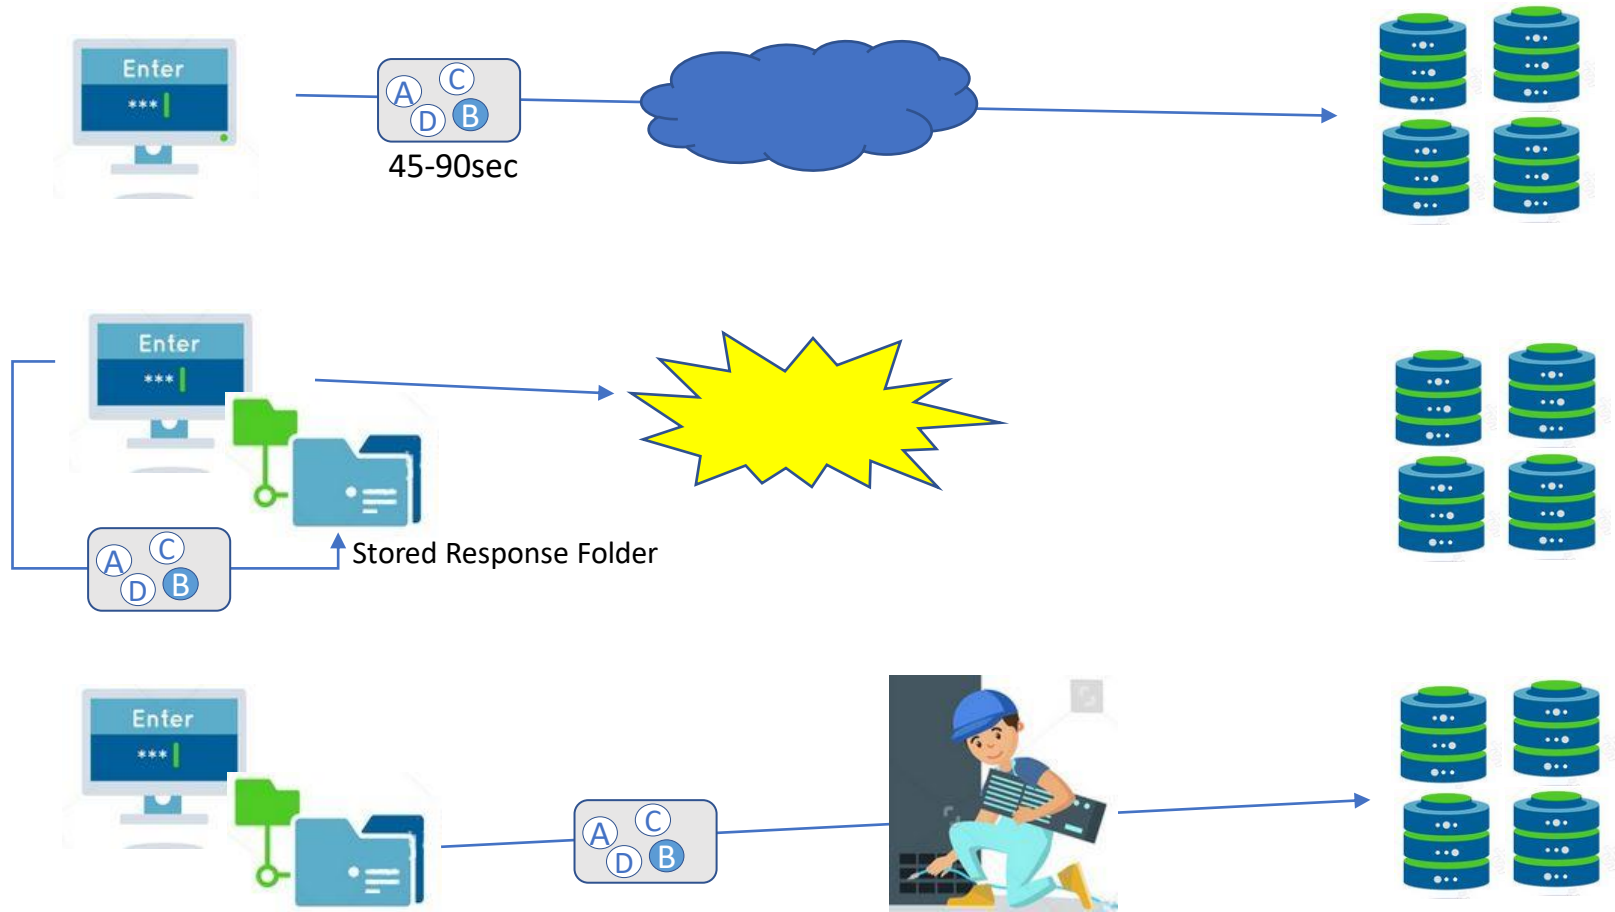 Enter
***
A
C
D
B
45-90sec
Enter
***
A
C
D
B
Stored Response Folder
Enter
***
A
C
D
B